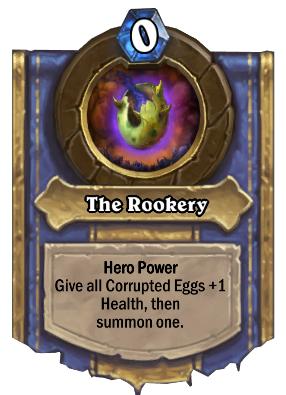 0
The Rookery
Hero Power
Give all Corrupted Eggs +1
Health, then
summon one.